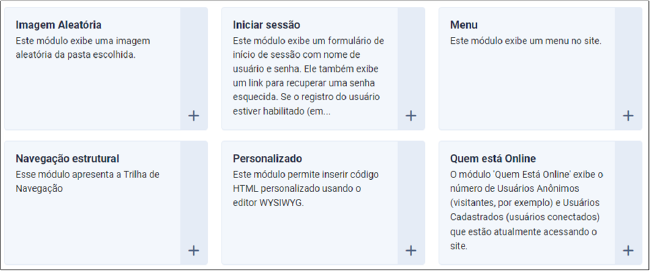 Imagem Aleatória
Este módulo exibe uma imagem
aleatória da pasta escolhida.
Iniciar sessão
Este módulo exibe um formulário de
início de sessão com nome de
usuário e senha. Ele também exibe
um link para recuperar uma senha
esquecida. Se o registro do usuário
estiver habilitado (em...
Menu
Este módulo exibe um menu no site.
Navegação estrutural
Esse módulo apresenta a Trilha de
Navegação
Personalizado
Este módulo permite inserir código
HTML personalizado usando o
editor WYSIWYG.
Quem está Online
O módulo 'Quem Está Online' exibe o
número de Usuários Anônimos
(visitantes, por exemplo) e Usuários
Cadastrados (usuários conectados)
que estão atualmente acessando o
site.